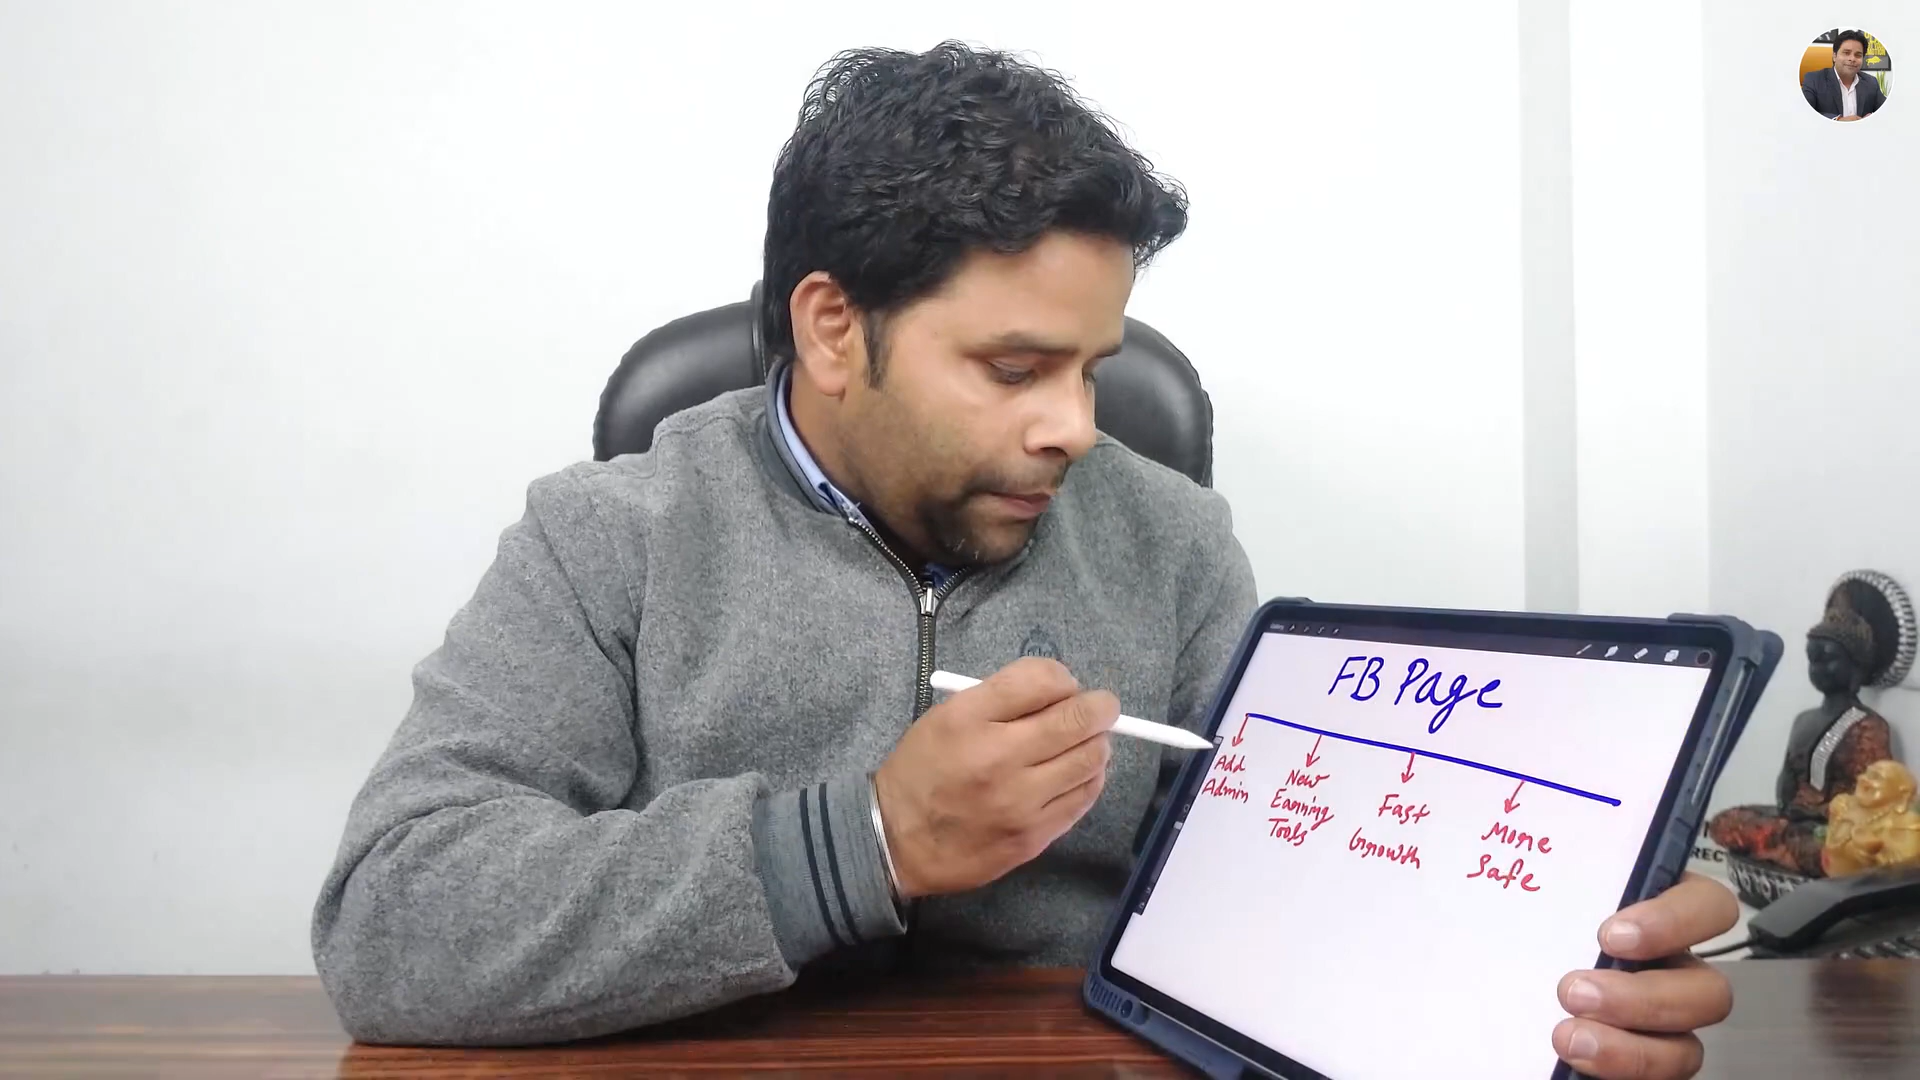 FB Page
Add
Admin
New
Earning
Tools
Fast
Growth
More
Safe